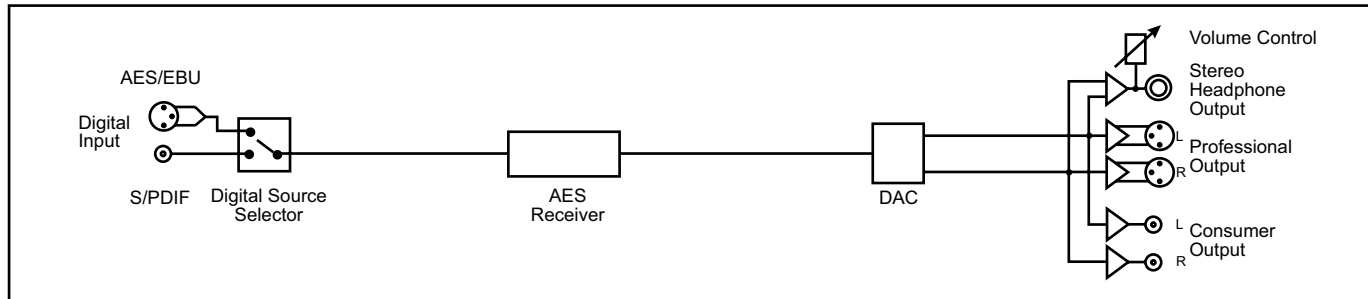 AES/EBU
Digital
Input
S/PDIF
Digital Source
Selector
AES
Receiver
DAC
Volume Control
Stereo
Headphone
Output
L
Professional
Output
R
L
Consumer
Output
R